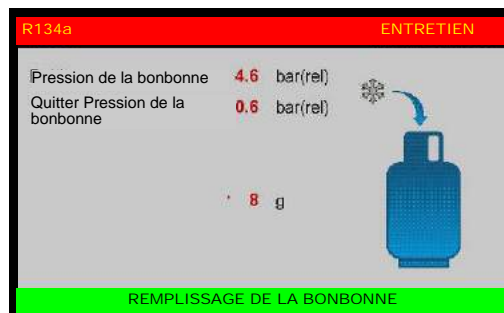 R134a ENTRETIEN
Pression de la bonbonne 4.6 bar(rel)
Quitter Pression de la
bonbonne 0.6 bar(rel)
8 g
REMPLISSAGE DE LA BONBONNE